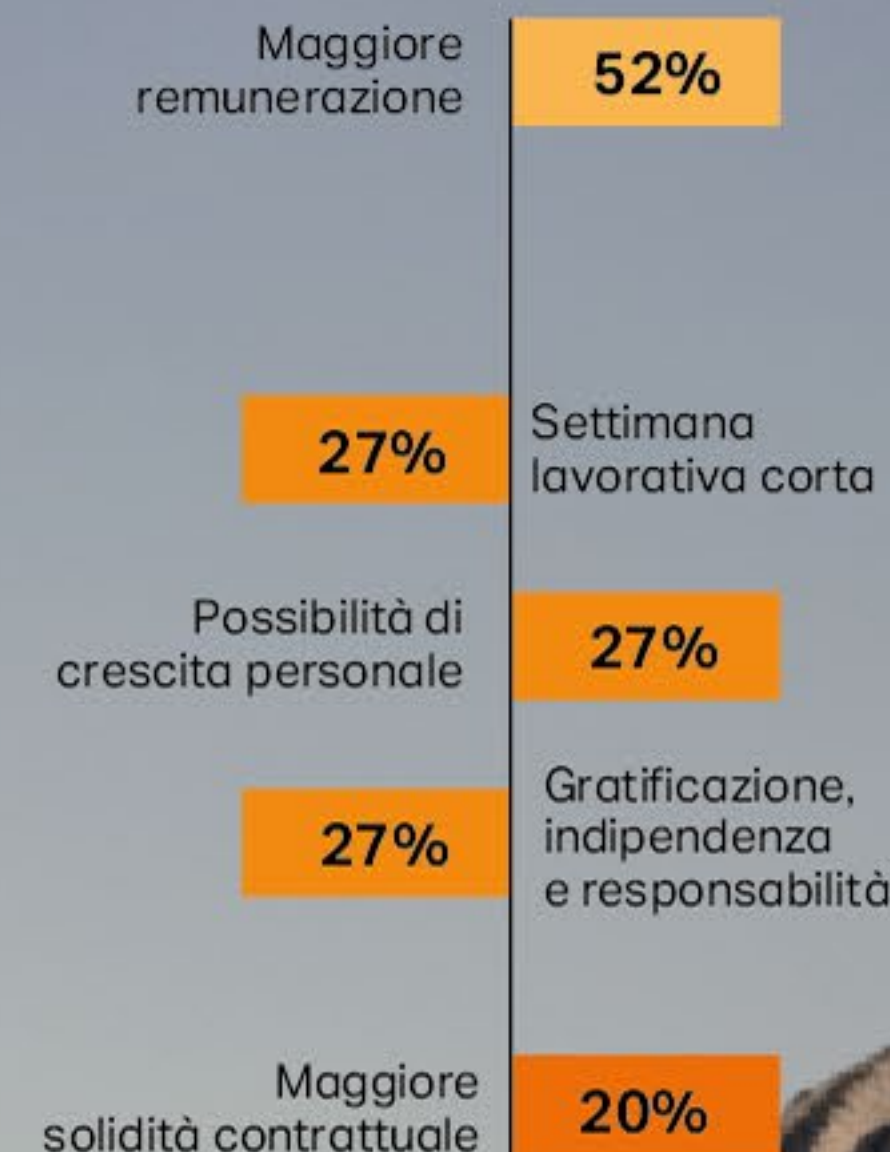 Maggiore
remunerazione
52%
27%
Settimana
lavorativa corta
Possibilità di
crescita personale
27%
27%
Gratificazione,
indipendenza
e responsabilità
Maggiore
solidità contrattuale
20%